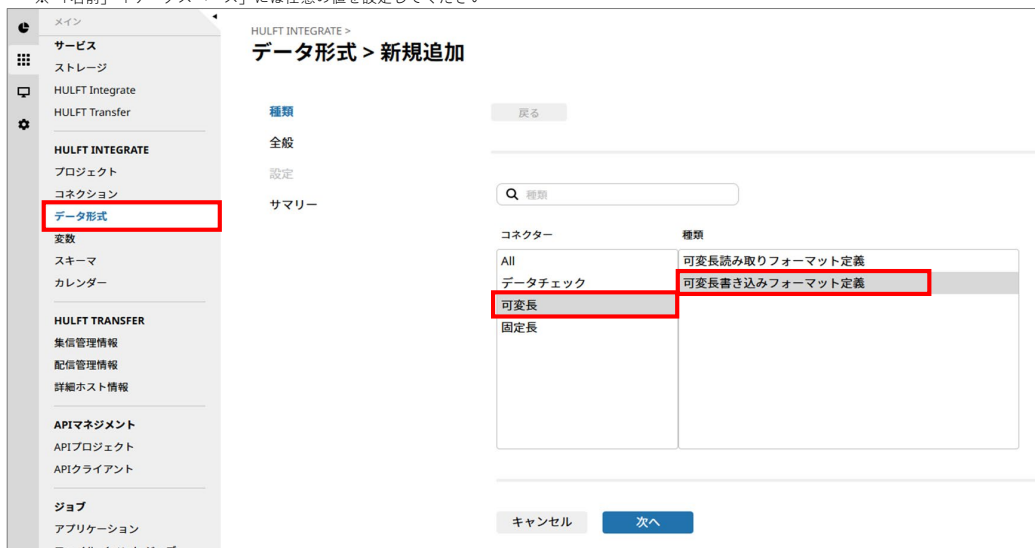 メイン
サービス
ストレージ
HULFT Integrate
HULFT Transfer
HULFT INTEGRATE
プロジェクト
コネクション
データ形式
変数
スキーマ
カレンダー
HULFT TRANSFER
集信管理情報
配信管理情報
詳細ホスト情報
APIマネジメント
APIプロジェクト
APIクライアント
ジョブ
アプリケーション
HULFT INTEGRATE >
データ形式 > 新規追加
種類
全般
設定
サマリー
戻る
種類
コネクター
All
データチェック
可変長
固定長
種類
可変長読み取りフォーマット定義
可変長書き込みフォーマット定義
キャンセル
次へ